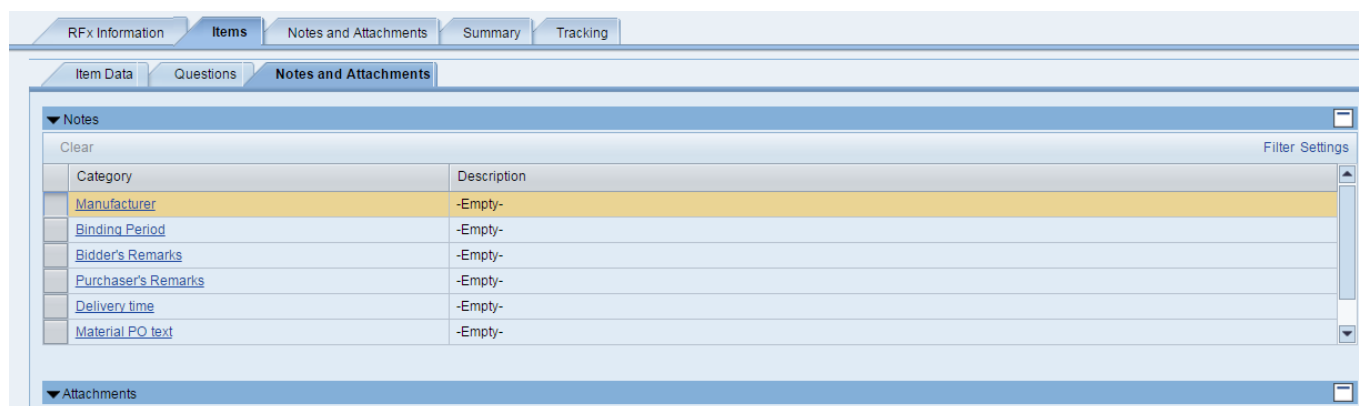 RFx Information Items Notes and Attachments Summary Tracking
Item Data Questions Notes and Attachments
Notes
Clear Filter Settings
Category Description
Manufacturer -Empty-
Binding Period -Empty-
Bidder's Remarks -Empty-
Purchaser's Remarks -Empty-
Delivery time -Empty-
Material PO text -Empty-
Attachments